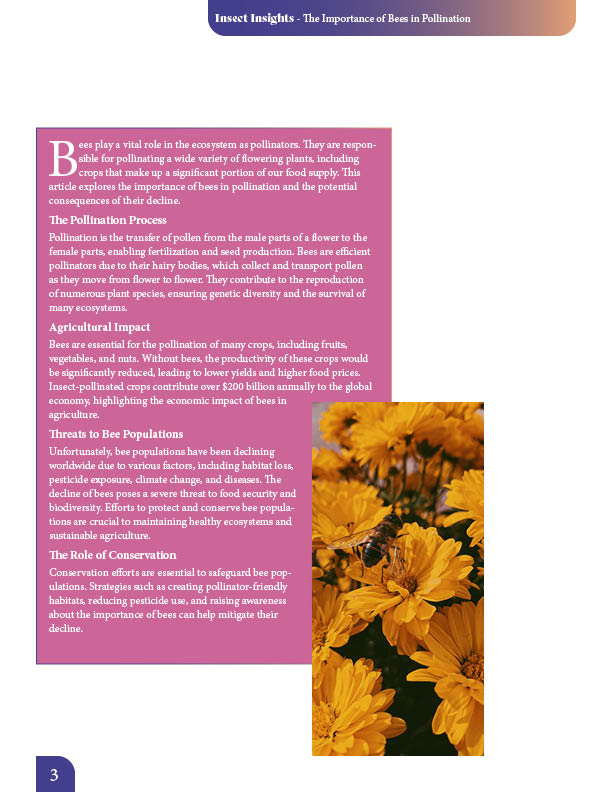 Insect Insights - The Importance of Bees in Pollination
Bees play a vital role in the ecosystem as pollinators. They are respon-
sible for pollinating a wide variety of flowering plants, including
crops that make up a significant portion of our food supply. This
article explores the importance of bees in pollination and the potential
consequences of their decline.
The Pollination Process
Pollination is the transfer of pollen from the male parts of a flower to the
female parts, enabling fertilization and seed production. Bees are efficient
pollinators due to their hairy bodies, which collect and transport pollen
as they move from flower to flower. They contribute to the reproduction
of numerous plant species, ensuring genetic diversity and the survival of
many ecosystems.
Agricultural Impact
Bees are essential for the pollination of many crops, including fruits,
vegetables, and nuts. Without bees, the productivity of these crops would
be significantly reduced, leading to lower yields and higher food prices.
Insect-pollinated crops contribute over $200 billion annually to the global
economy, highlighting the economic impact of bees in
agriculture.
Threats to Bee Populations
Unfortunately, bee populations have been declining
worldwide due to various factors, including habitat loss,
pesticide exposure, climate change, and diseases. The
decline of bees poses a severe threat to food security and
biodiversity. Efforts to protect and conserve bee popula-
tions are crucial to maintaining healthy ecosystems and
sustainable agriculture.
The Role of Conservation
Conservation efforts are essential to safeguard bee pop-
ulations. Strategies such as creating pollinator-friendly
habitats, reducing pesticide use, and raising awareness
about the importance of bees can help mitigate their
decline.
3